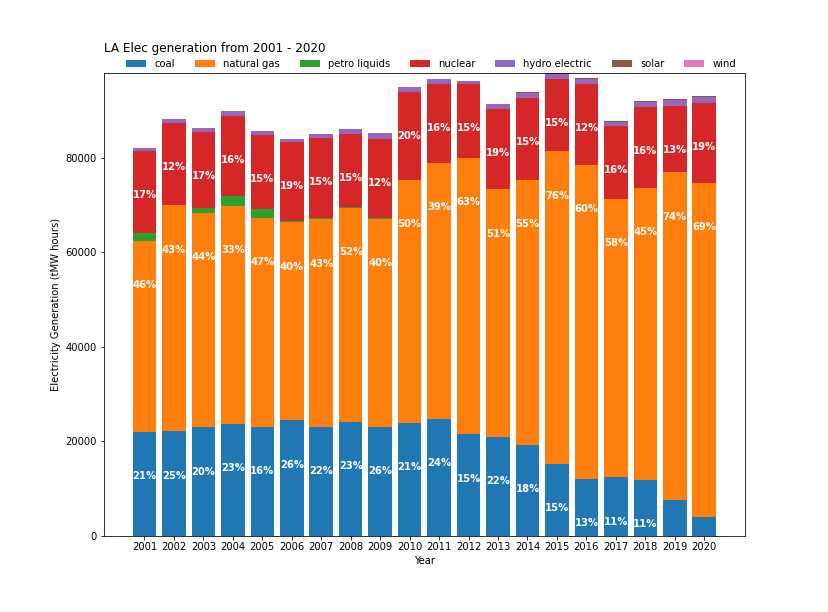 LA Elec generation from 2001 - 2020
coal natural gas petro liquids nuclear hydro electric solar wind
20% 16% 15% 19% 15% 15% 12% 16% 16% 13% 19%
17% 12% 17% 16% 15% 19% 15% 15% 12%
46% 43% 44% 33% 47% 40% 43% 52% 40% 50% 39% 63% 51% 55% 76% 60% 58% 45% 74% 69%
21% 25% 20% 23% 16% 26% 22% 23% 26% 21% 24% 15% 22% 18% 15% 13% 11% 11%
80000
60000
40000
20000
0
Electricity Generation (tMW hours)
2001 2002 2003 2004 2005 2006 2007 2008 2009 2010 2011 2012 2013 2014 2015 2016 2017 2018 2019 2020
Year